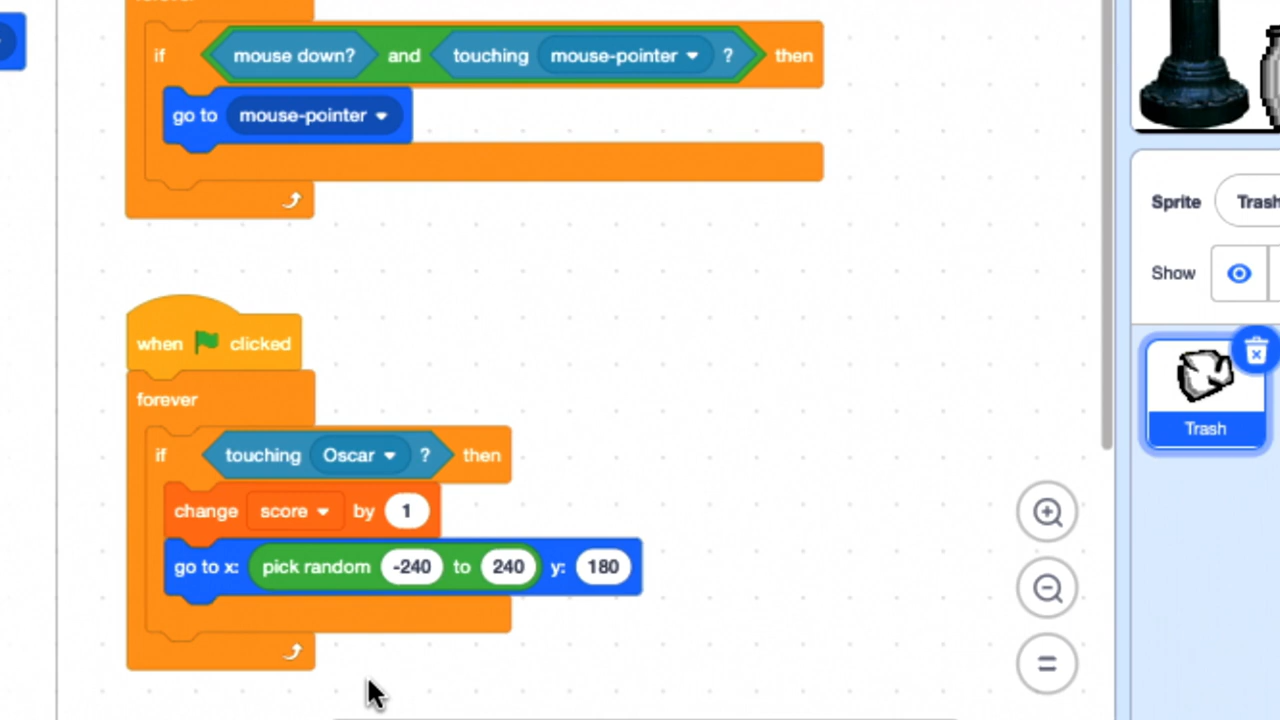 if mouse down? and touching mouse-pointer ? then
go to mouse-pointer
when clicked
forever
if touching Oscar ? then
change score by 1
go to x: pick random -240 to 240 y: 180
Sprite Trash
Show
Trash